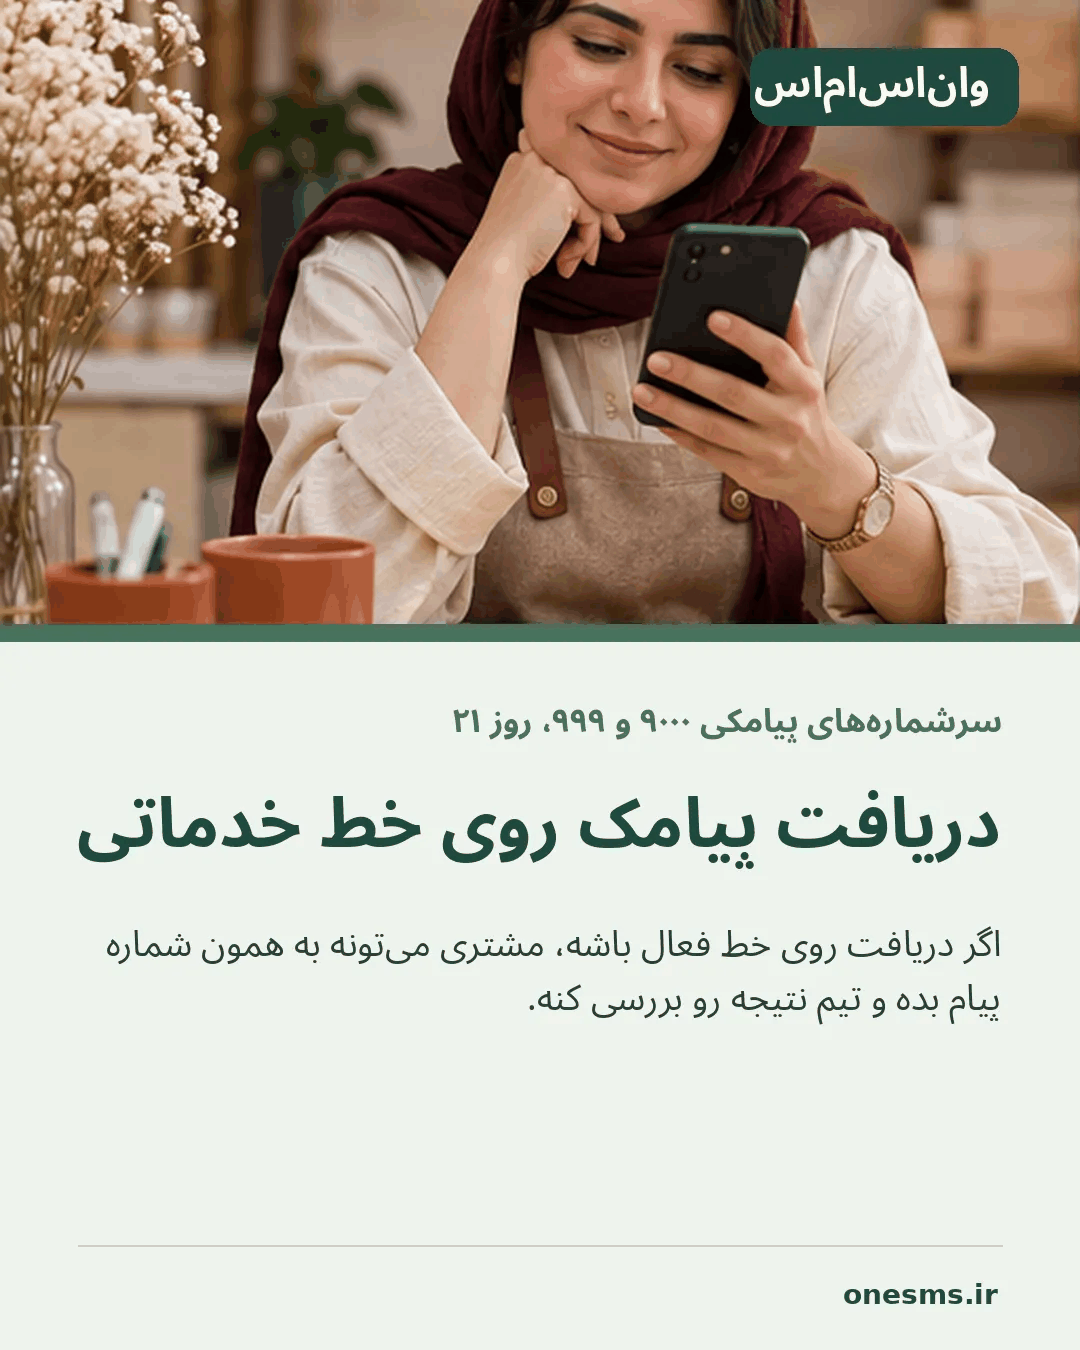 وان‌اس‌ام‌اس
سرشماره‌های پیامکی ۹۰۰۰ و ۹۹۹، روز ۲۱
دریافت پیامک روی خط خدماتی
اگر دریافت روی خط فعال باشه، مشتری می‌تونه به همون شماره
پیام بده و تیم نتیجه رو بررسی کنه.
onesms.ir